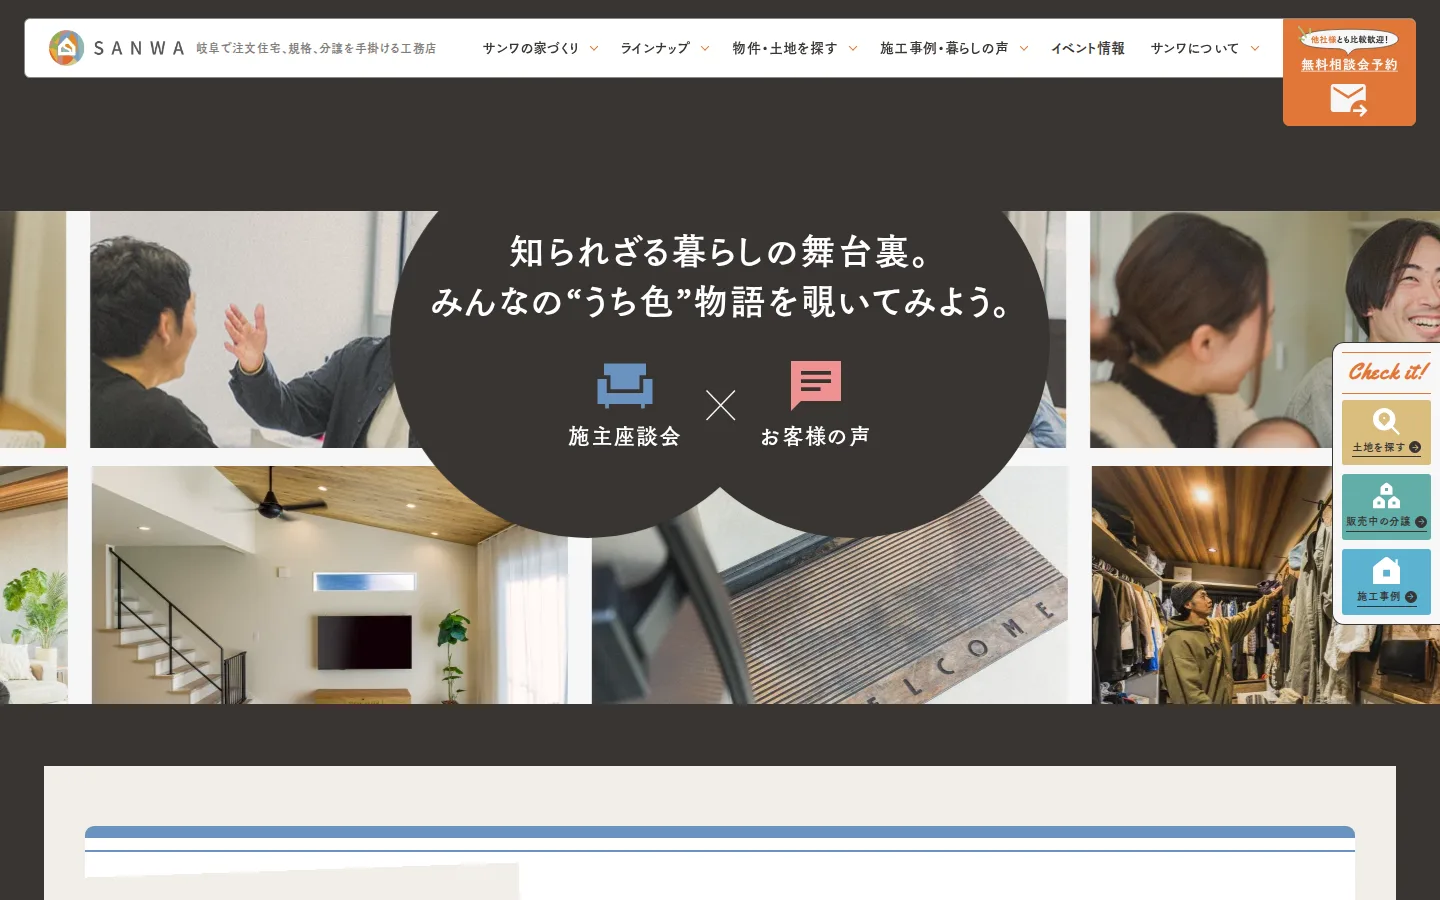 SANWA 岐阜で注文住宅、規格、分譲を手掛ける工務店
サンワの家づくり
ラインナップ
物件・土地を探す
施工事例・暮らしの声
イベント情報
サンワについて
他社様とも比較歓迎!
無料相談会予約
知られざる暮らしの舞台裏。
みんなの“うち色”物語を覗いてみよう。
施主座談会
お客様の声
Check it!
土地を探す
販売中の分譲
施工事例
ELCOME